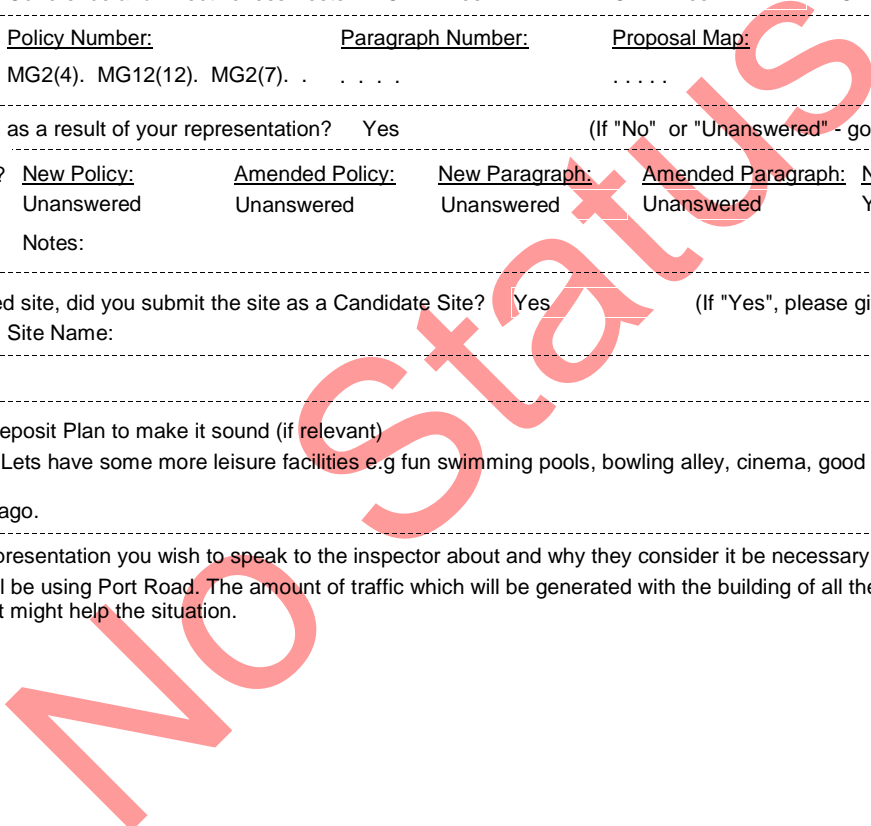 Policy Number: Paragraph Number: Proposal Map:
MG2(4). MG12(12). MG2(7). . . . . . . . . . .
as a result of your representation? Yes (If "No" or "Unanswered" - go
? New Policy: Amended Policy: New Paragraph: Amended Paragraph: N
Unanswered Unanswered Unanswered Unanswered Y
Notes:
ed site, did you submit the site as a Candidate Site? Yes (If "Yes", please gi
Site Name:
eposit Plan to make it sound (if relevant)
Lets have some more leisure facilities e.g fun swimming pools, bowling alley, cinema, good
ago.
presentation you wish to speak to the inspector about and why they consider it be necessary
l be using Port Road. The amount of traffic which will be generated with the building of all the
t might help the situation.
No Status